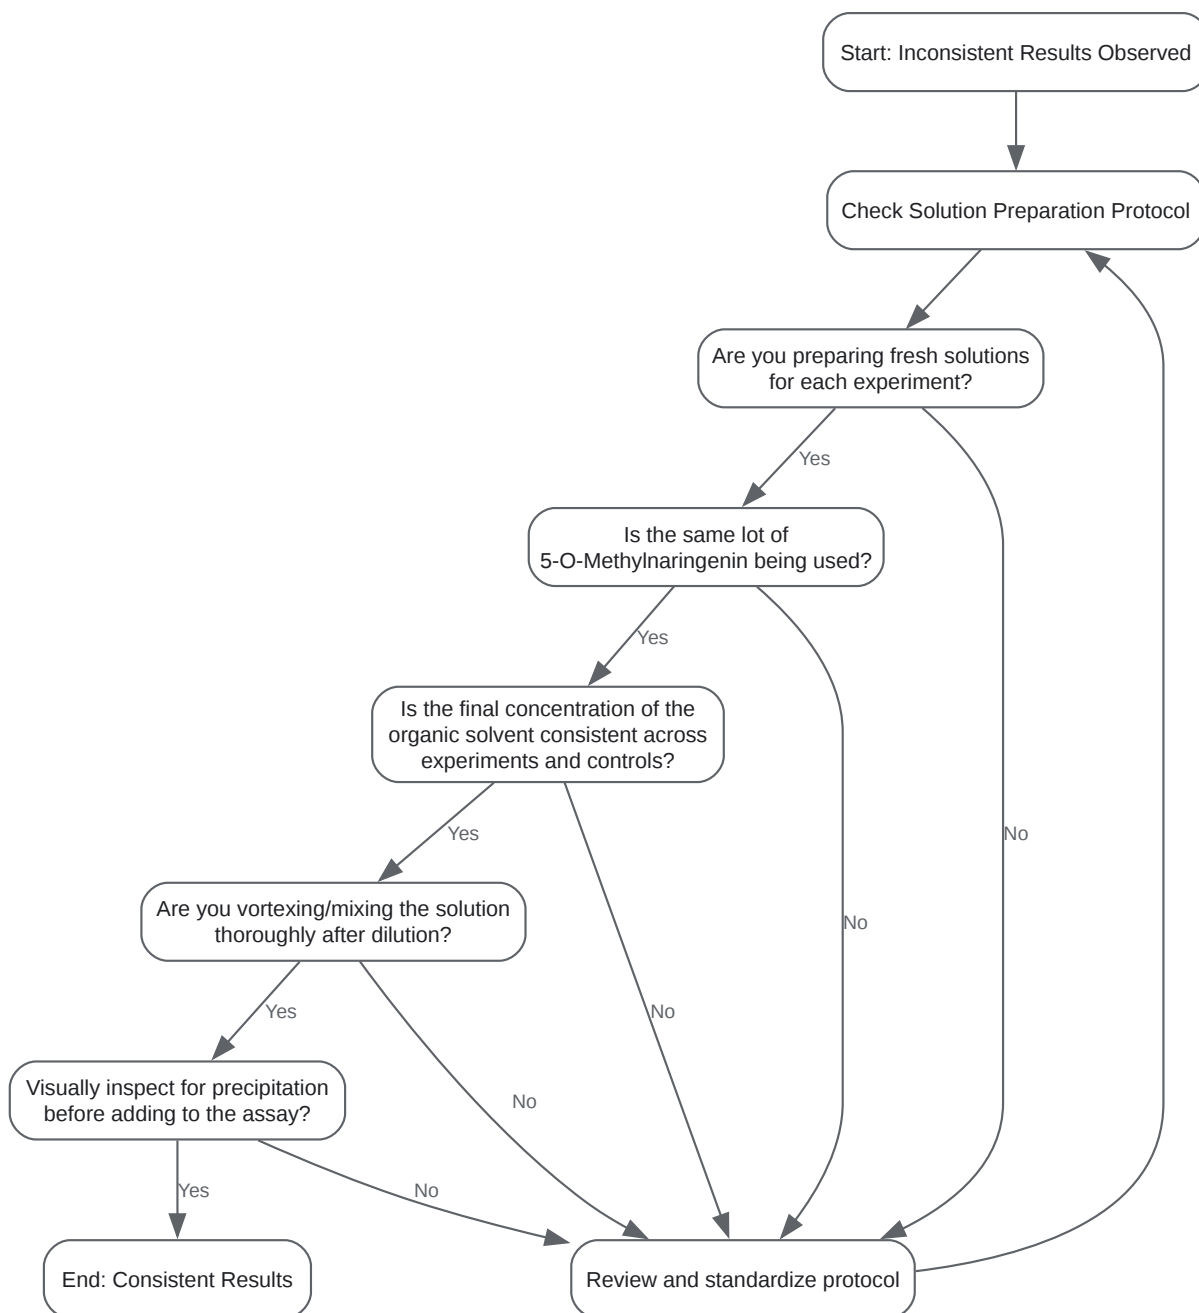 Start: Inconsistent Results Observed
Check Solution Preparation Protocol
Are you preparing fresh solutions
for each experiment?
Yes
Is the same lot of
5-O-Methylnaringenin being used?
Yes
Is the final concentration of the
organic solvent consistent across
experiments and controls?
Yes
No
Are you vortexing/mixing the solution
thoroughly after dilution?
No
Yes
No
Visually inspect for precipitation
before adding to the assay?
No
Yes
No
End: Consistent Results
Review and standardize protocol